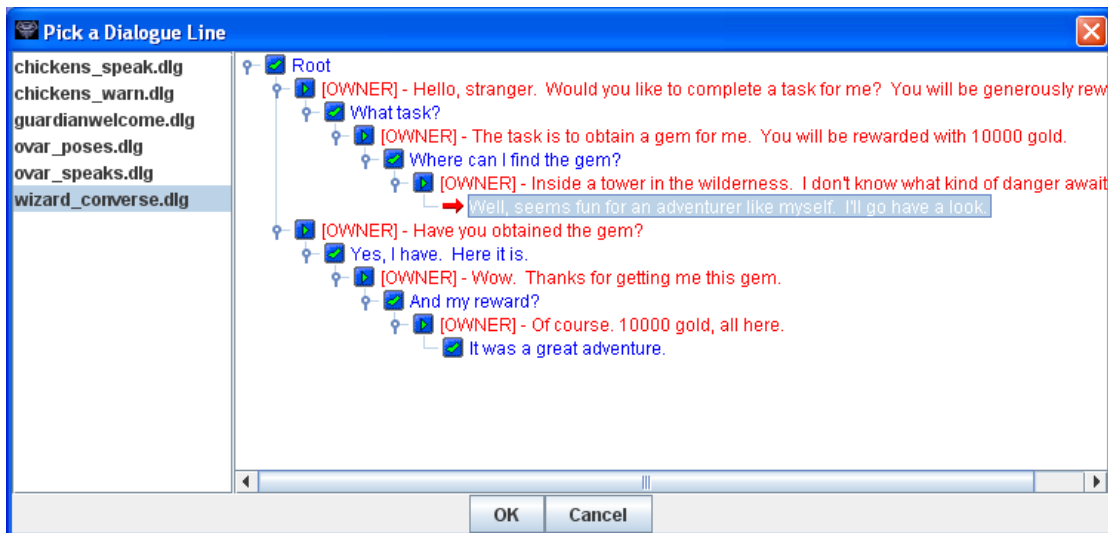 Pick a Dialogue Line
chickens_speak.dlg
chickens_warn.dlg
guardianwelcome.dlg
ovar_poses.dlg
ovar_speaks.dlg
wizard_converse.dlg
Root
[OWNER] - Hello, stranger.  Would you like to complete a task for me?  You will be generously rew
What task?
[OWNER] - The task is to obtain a gem for me.  You will be rewarded with 10000 gold.
Where can I find the gem?
[OWNER] - Inside a tower in the wilderness.  I don't know what kind of danger await
Well, seems fun for an adventurer like myself.  I'll go have a look.
[OWNER] - Have you obtained the gem?
Yes, I have.  Here it is.
[OWNER] - Wow.  Thanks for getting me this gem.
And my reward?
[OWNER] - Of course. 10000 gold, all here.
It was a great adventure.
OK
Cancel